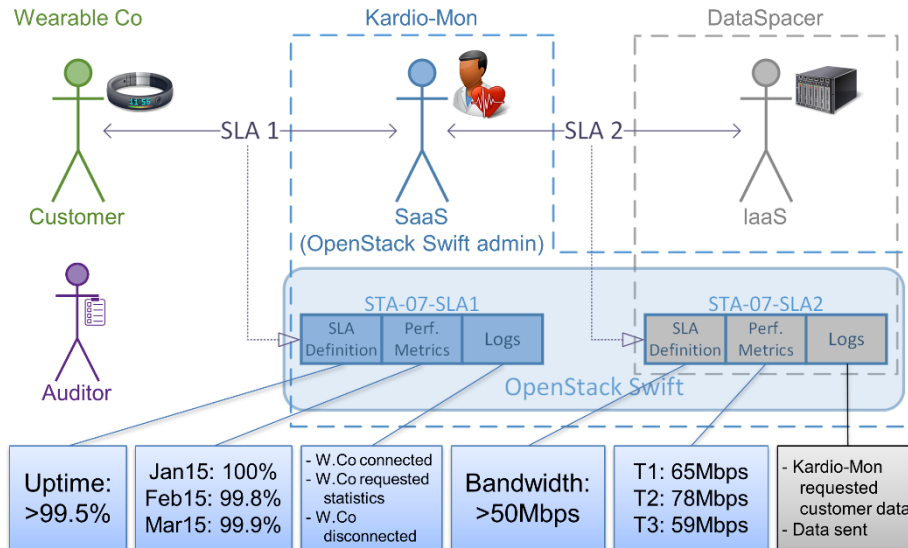 Wearable Co
Kardio-Mon
DataSpacer
11:56
SLA 1
SLA 2
Customer
SaaS
(OpenStack Swift admin)
IaaS
STA-07-SLA1
STA-07-SLA2
SLA
Definition
Perf.
Metrics
Logs
SLA
Definition
Perf.
Metrics
Logs
OpenStack Swift
Auditor
Uptime:
>99.5%
Jan15: 100%
Feb15: 99.8%
Mar15: 99.9%
- W.Co connected
- W.Co requested
statistics
- W.Co
disconnected
Bandwidth:
>50Mbps
T1: 65Mbps
T2: 78Mbps
T3: 59Mbps
- Kardio-Mon
requested
customer data
- Data sent